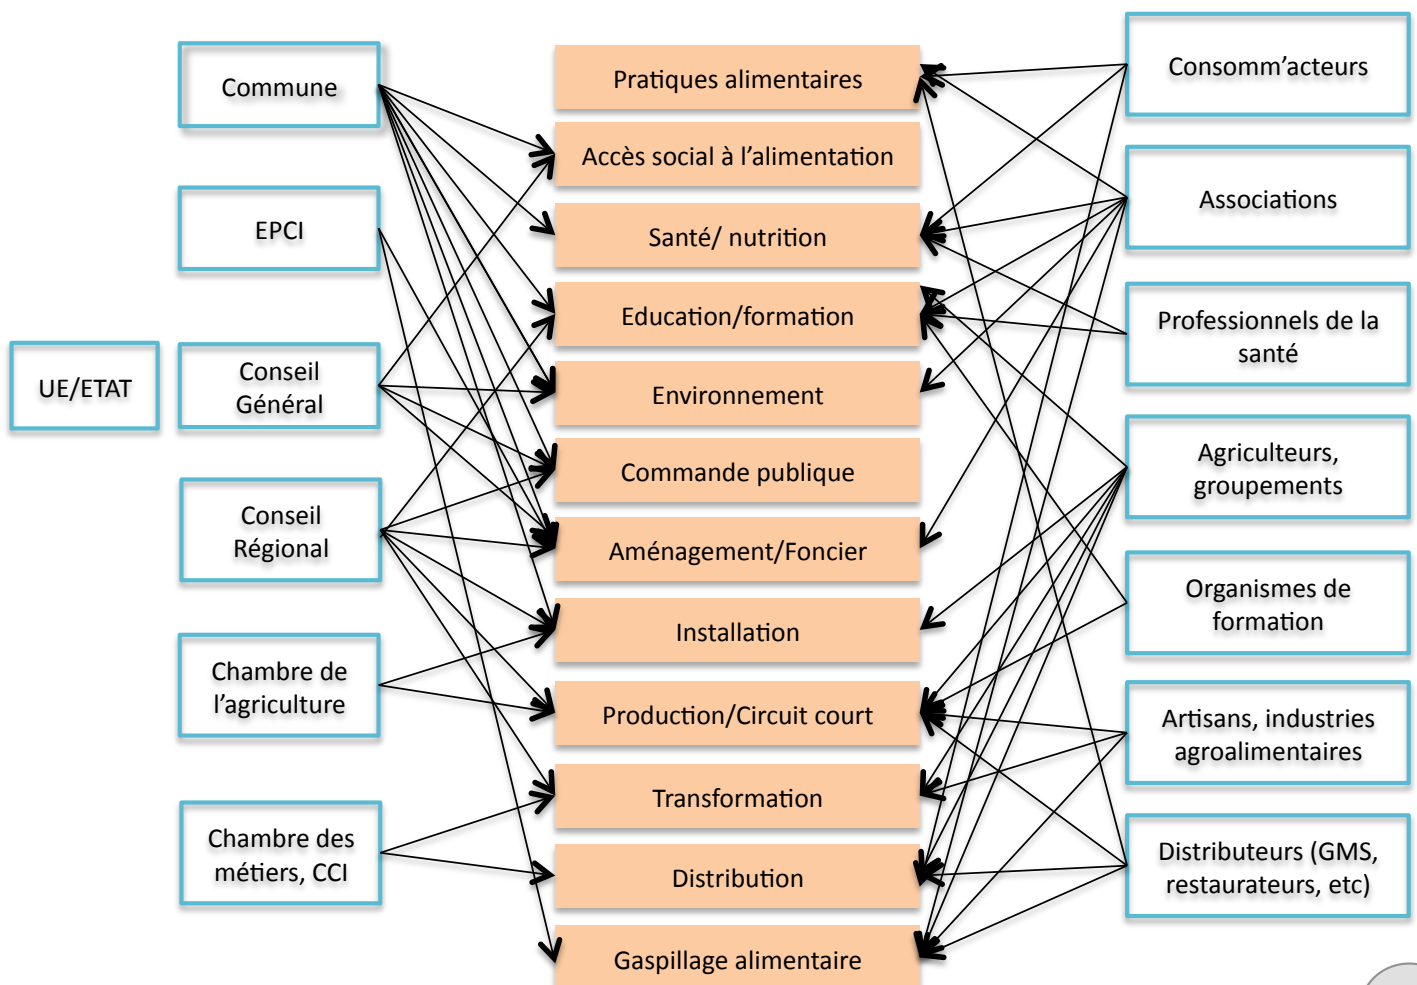 UE/ETAT
Commune
EPCI
Conseil
Général
Conseil
Régional
Chambre de
l’agriculture
Chambre des
métiers, CCI
Pratiques alimentaires
Accès social à l’alimentation
Santé/ nutrition
Education/formation
Environnement
Commande publique
Aménagement/Foncier
Installation
Production/Circuit court
Transformation
Distribution
Gaspillage alimentaire
Consomm’acteurs
Associations
Professionnels de la
santé
Agriculteurs,
groupements
Organismes de
formation
Artisans, industries
agroalimentaires
Distributeurs (GMS,
restaurateurs, etc)